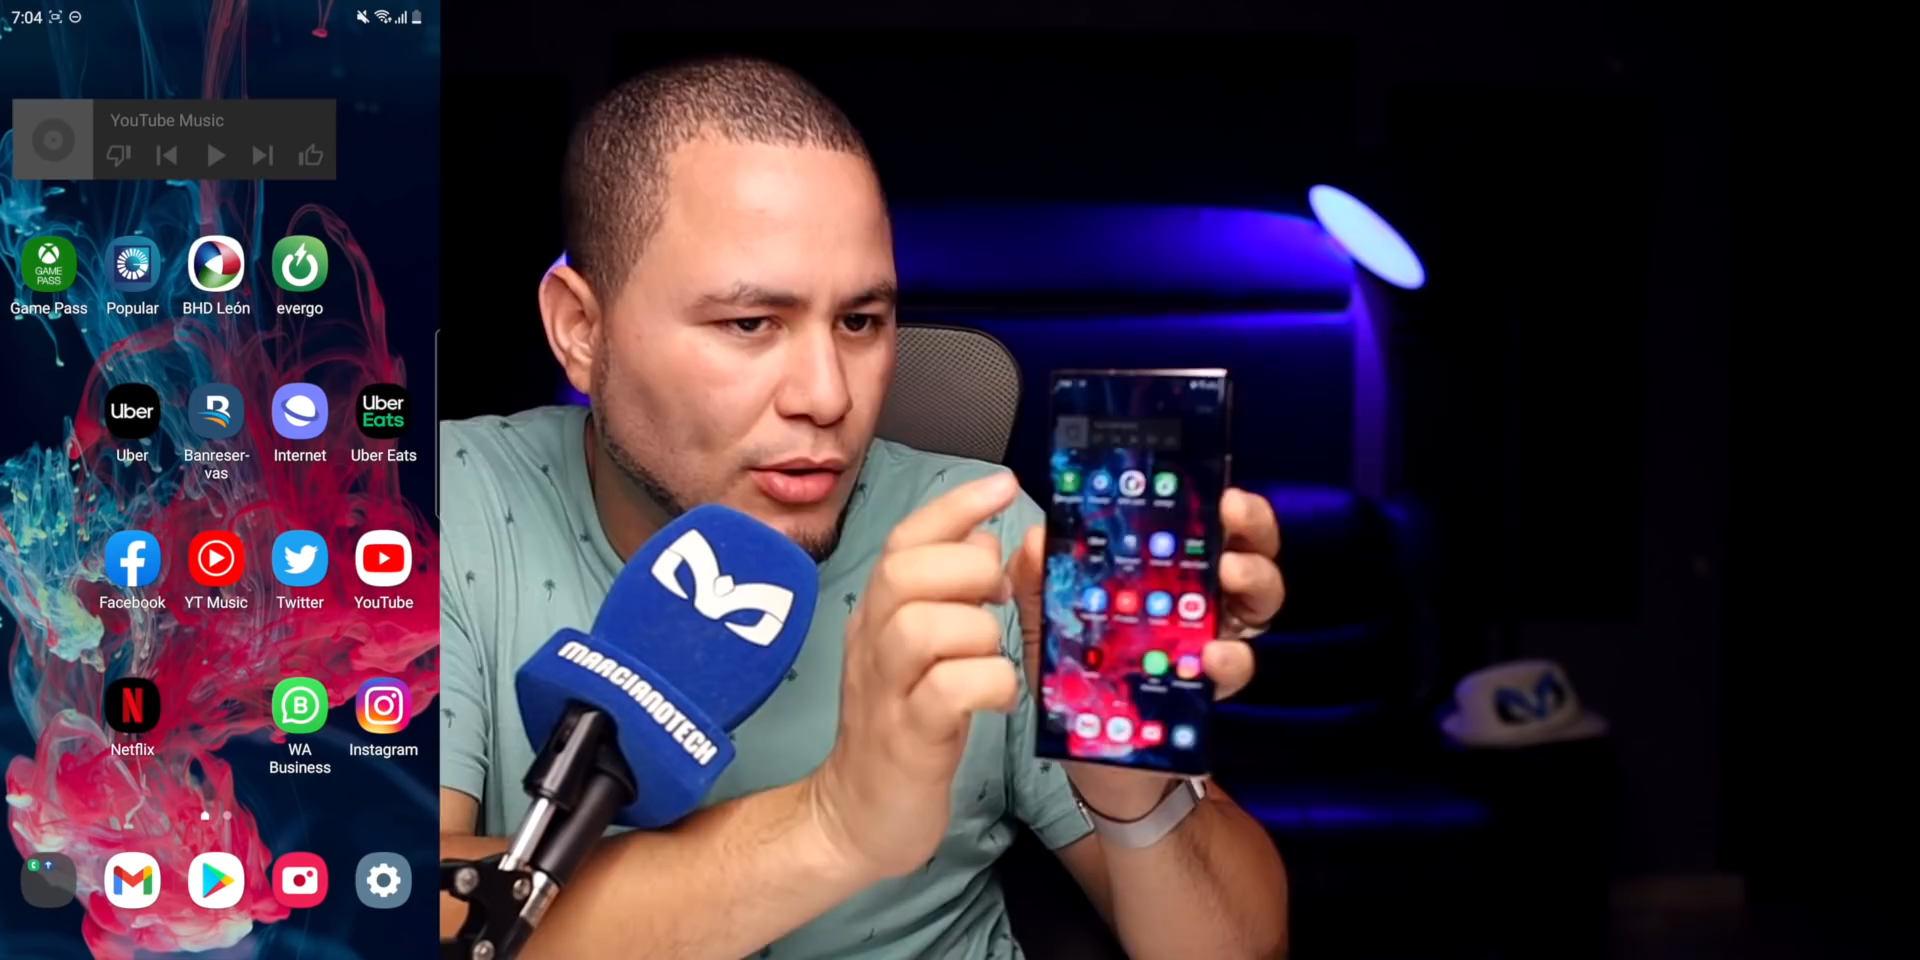 7:04
YouTube Music
GAME
PASS
Game Pass
Popular
BHD León
evergo
Uber
Uber
Eats
Uber
Banreser-
vas
Internet
Uber Eats
Facebook
YT Music
Twitter
YouTube
Netflix
WA
Business
Instagram
MARCIANOTECH